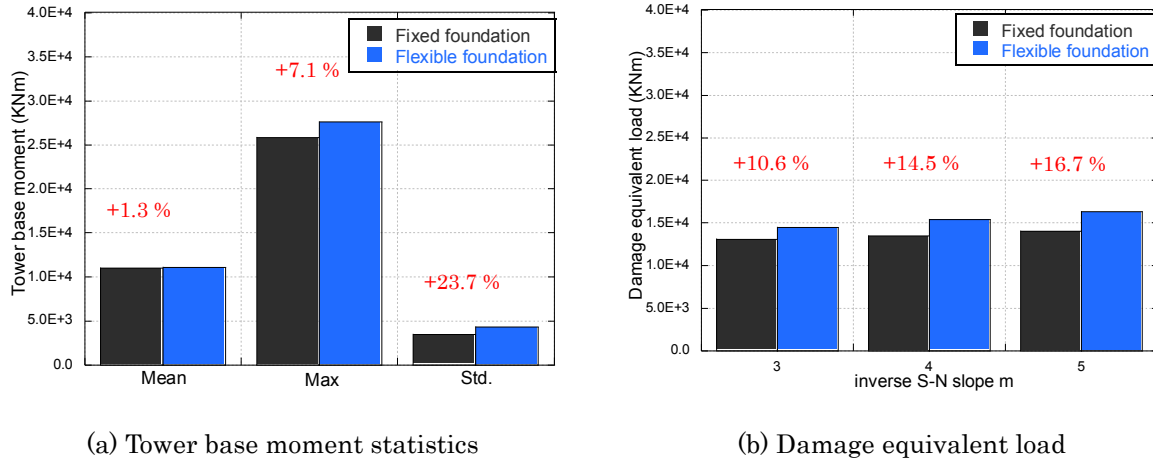 4.0E+4
3.5E+4
3.0E+4
2.5E+4
2.0E+4
1.5E+4
1.0E+4
5.0E+3
0.0
Tower base moment (KNm)
Fixed foundation
Flexible foundation
+1.3 %
+7.1 %
+23.7 %
Mean Max Std.
(a) Tower base moment statistics
4.0E+4
3.5E+4
3.0E+4
2.5E+4
2.0E+4
1.5E+4
1.0E+4
5.0E+3
0.0
Damage equivalent load (KNm)
Fixed foundation
Flexible foundation
+10.6 %
+14.5 %
+16.7 %
3 4 5
inverse S-N slope m
(b) Damage equivalent load